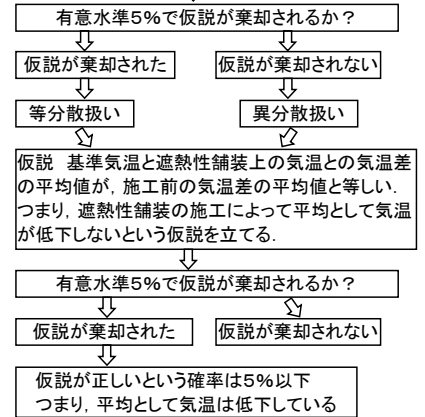 有意水準5%で仮説が棄却されるか?
仮説が棄却された
仮説が棄却されない
等分散扱い
異分散扱い
仮説 基準気温と遮熱性舗装上の気温との気温差
の平均値が，施工前の気温差の平均値と等しい．
つまり，遮熱性舗装の施工によって平均として気温
が低下しないという仮説を立てる．
有意水準5%で仮説が棄却されるか?
仮説が棄却された
仮説が棄却されない
仮説が正しいという確率は5%以下
つまり，平均として気温は低下している